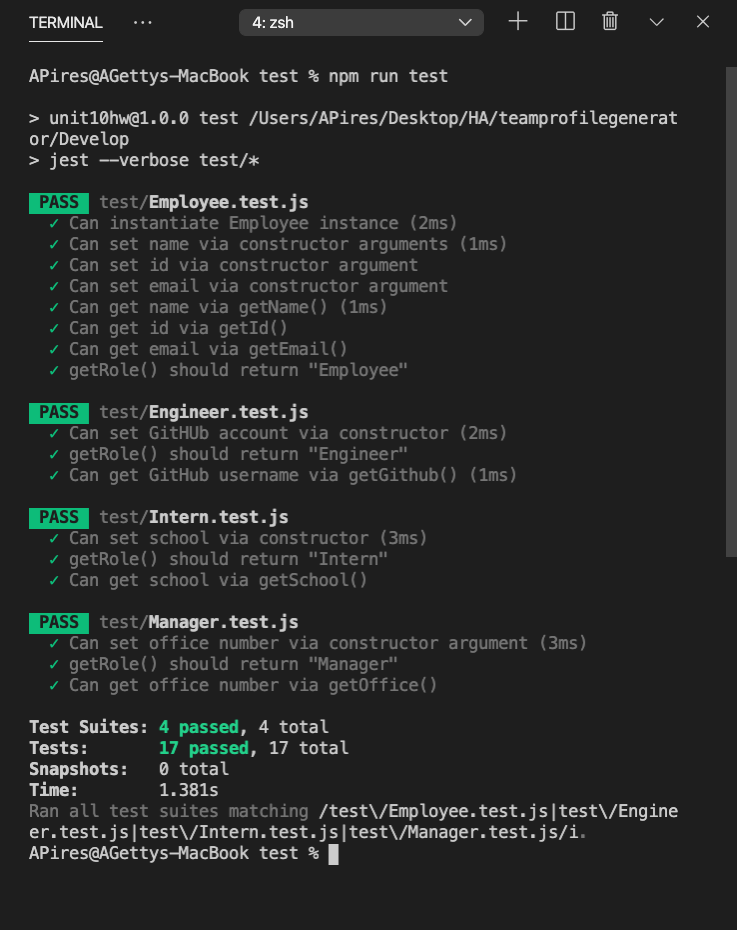 TERMINAL ··· 4: zsh
APires@AGettys-MacBook test % npm run test
> unit10hw@1.0.0 test /Users/APires/Desktop/HA/teamprofilegenerat
or/Develop
> jest --verbose test/*
PASS test/Employee.test.js
✓ Can instantiate Employee instance (2ms)
✓ Can set name via constructor arguments (1ms)
✓ Can set id via constructor argument
✓ Can set email via constructor argument
✓ Can get name via getName() (1ms)
✓ Can get id via getId()
✓ Can get email via getEmail()
✓ getRole() should return "Employee"
PASS test/Engineer.test.js
✓ Can set GitHUb account via constructor (2ms)
✓ getRole() should return "Engineer"
✓ Can get GitHub username via getGithub() (1ms)
PASS test/Intern.test.js
✓ Can set school via constructor (3ms)
✓ getRole() should return "Intern"
✓ Can get school via getSchool()
PASS test/Manager.test.js
✓ Can set office number via constructor argument (3ms)
✓ getRole() should return "Manager"
✓ Can get office number via getOffice()
Test Suites: 4 passed, 4 total
Tests: 17 passed, 17 total
Snapshots: 0 total
Time: 1.381s
Ran all test suites matching /test\/Employee.test.js|test\/Engine
er.test.js|test\/Intern.test.js|test\/Manager.test.js/i.
APires@AGettys-MacBook test %